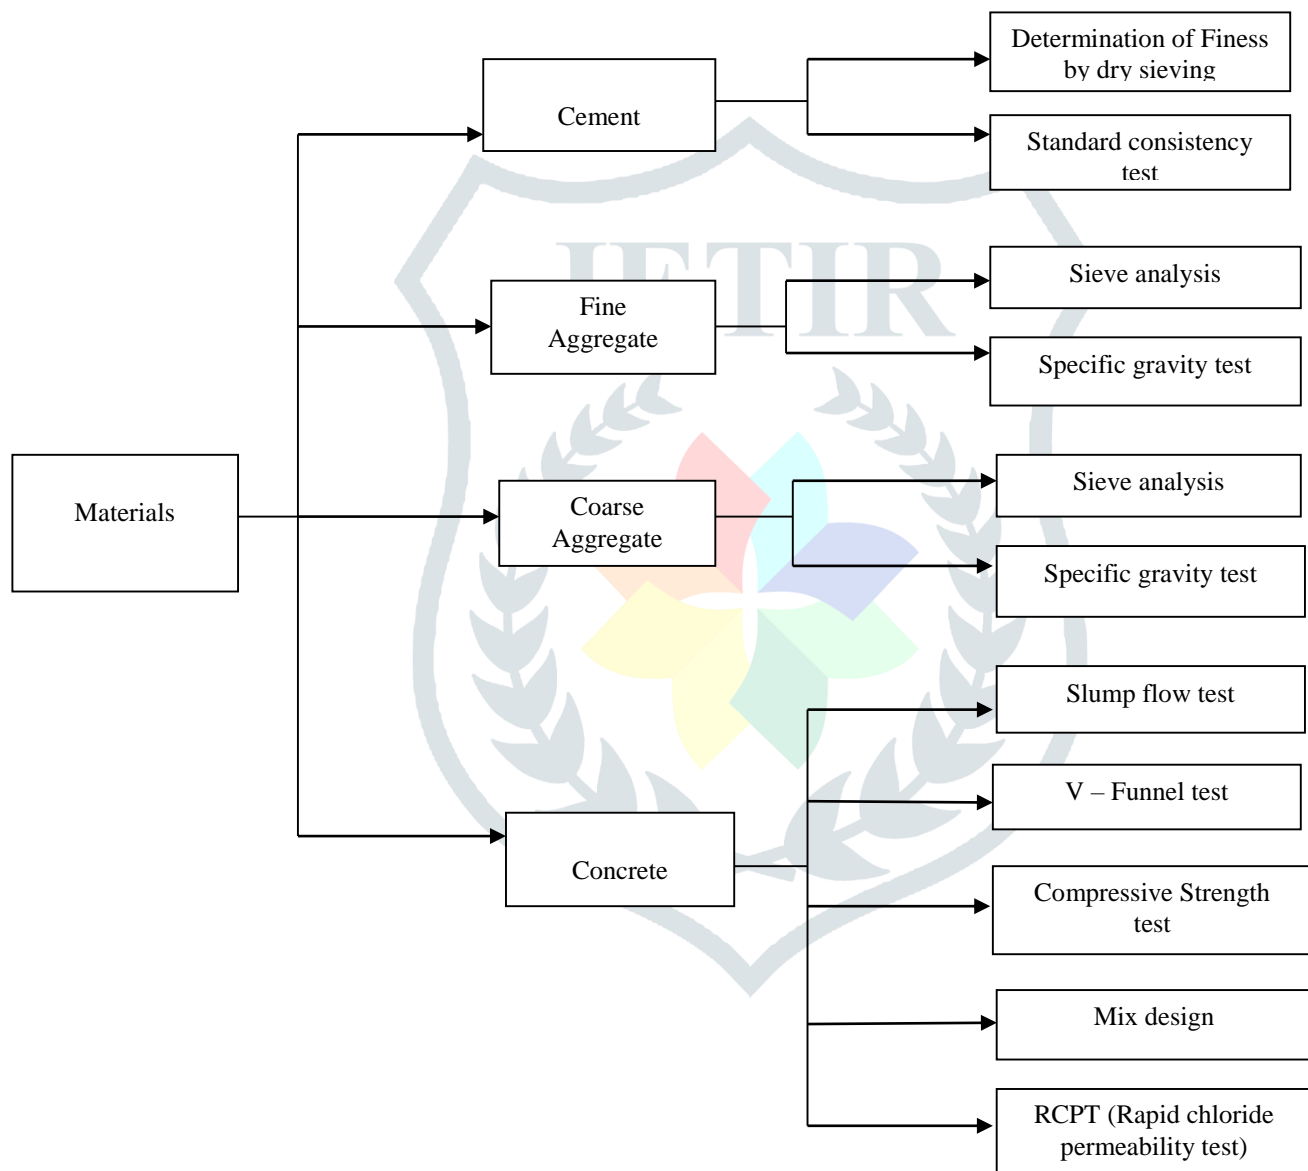 Determination of Finess
by dry sieving
Cement
Standard consistency
test
JETIR
Sieve analysis
Fine
Aggregate
Specific gravity test
Materials
Coarse
Aggregate
Sieve analysis
Specific gravity test
Slump flow test
V – Funnel test
Concrete
Compressive Strength
test
Mix design
RCPT (Rapid chloride
permeability test)